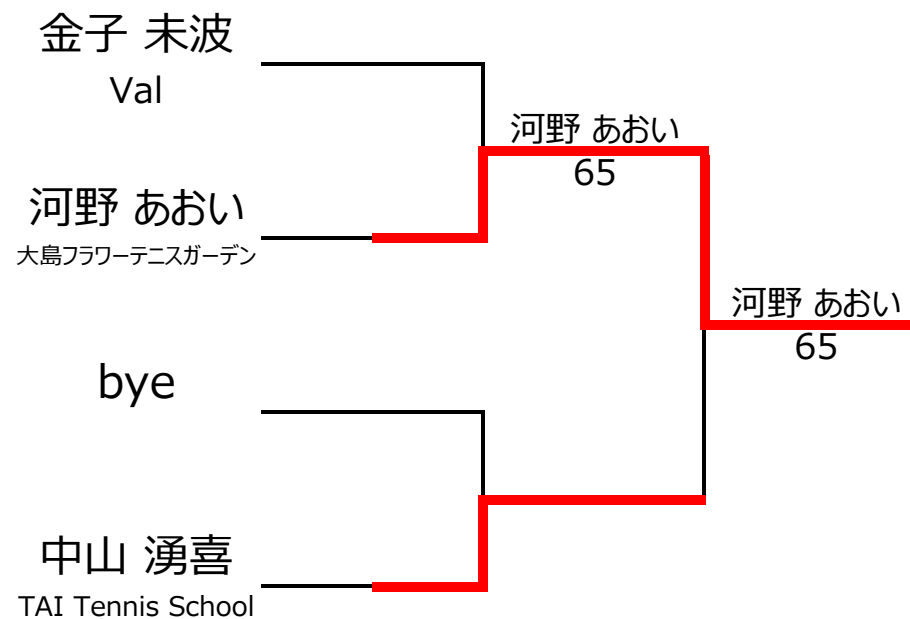 金子 未波
Val
河野 あおい
65
河野 あおい
大島フラワーテニスガーデン
河野 あおい
65
bye
中山 湧喜
TAI Tennis School